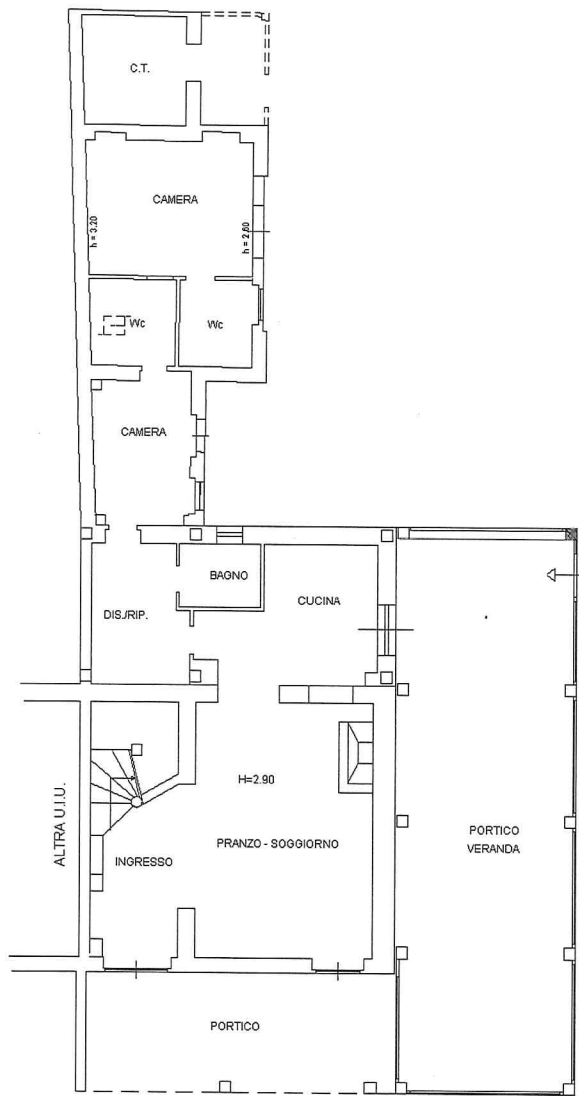 C.T.
CAMERA
h = 3.20
h = 2.60
Wc
Wc
CAMERA
BAGNO
CUCINA
DIS./RIP.
H=2.90
ALTRA U.I.U.
INGRESSO
PRANZO - SOGGIORNO
PORTICO
VERANDA
PORTICO